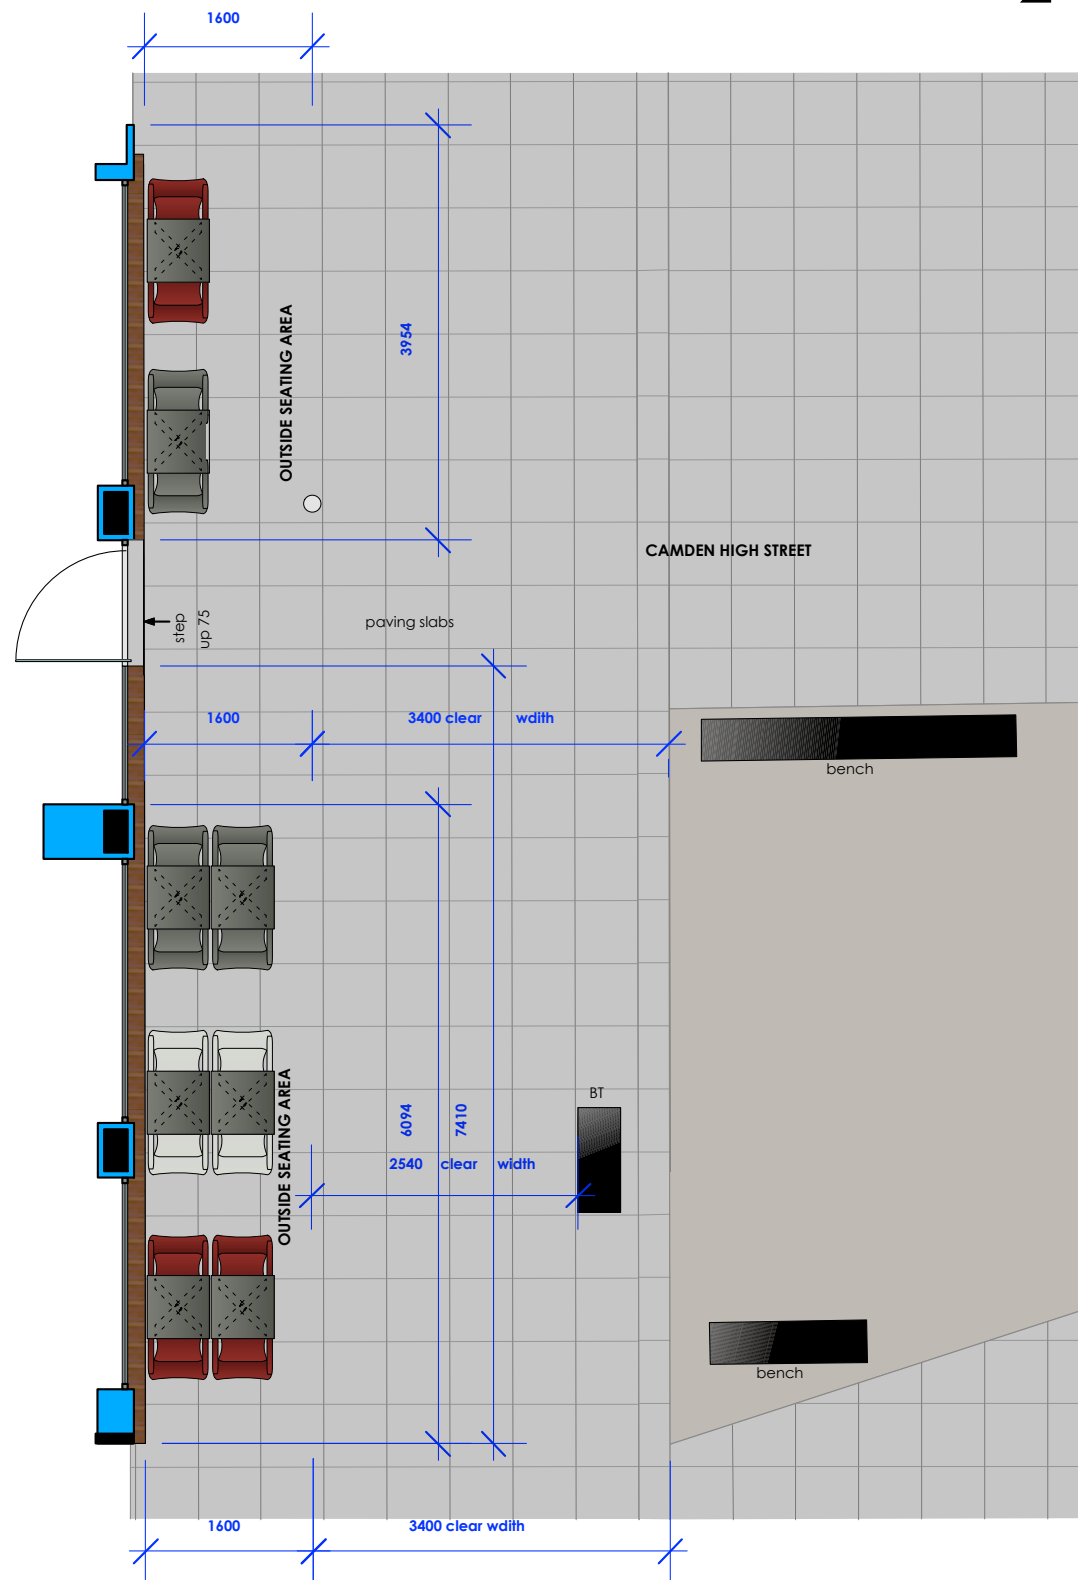 1600
OUTSIDE SEATING AREA
3954
CAMDEN HIGH STREET
step
up 75
paving slabs
1600
3400 clear wdith
bench
BT
6094
7410
2540 clear width
OUTSIDE SEATING AREA
bench
1600
3400 clear wdith